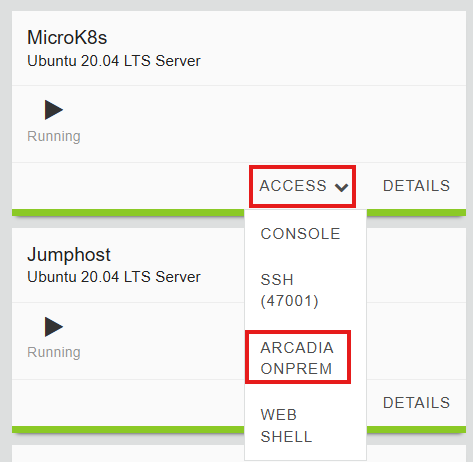 MicroK8s
Ubuntu 20.04 LTS Server
Running
ACCESS DETAILS
CONSOLE
SSH
(47001)
ARCADIA
ONPREM
WEB
SHELL
Jumphost
Ubuntu 20.04 LTS Server
Running
DETAILS